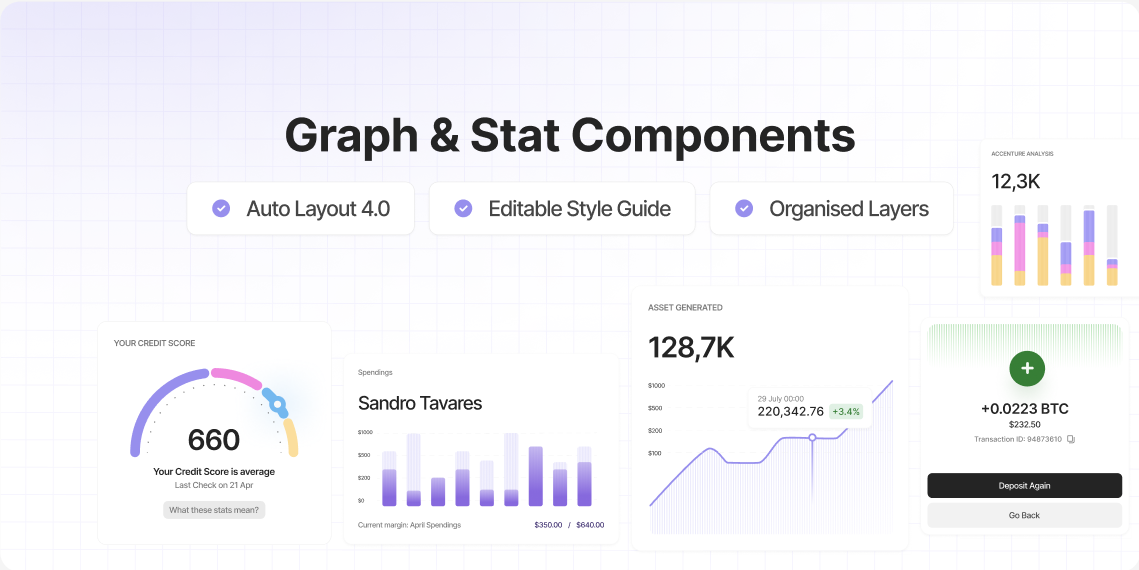 Graph & Stat Components
Auto Layout 4.0
Editable Style Guide
Organised Layers
ACCENTURE ANALYSIS
12,3K
YOUR CREDIT SCORE
660
Your Credit Score is average
Last Check on 21 Apr
What these stats mean?
Spendings
Sandro Tavares
$1000
$500
$200
$0
Current margin: April Spendings
$350.00 / $640.00
ASSET GENERATED
128,7K
$1000
$500
$200
$100
29 July 00:00
220,342.76 +3.4%
+0.0223 BTC
$232.50
Transaction ID: 94873610
Deposit Again
Go Back